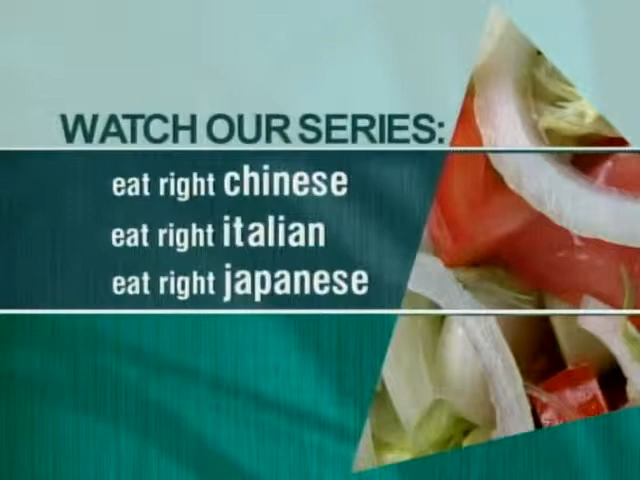 WATCH OUR SERIES:
eat right chinese
eat right italian
eat right japanese